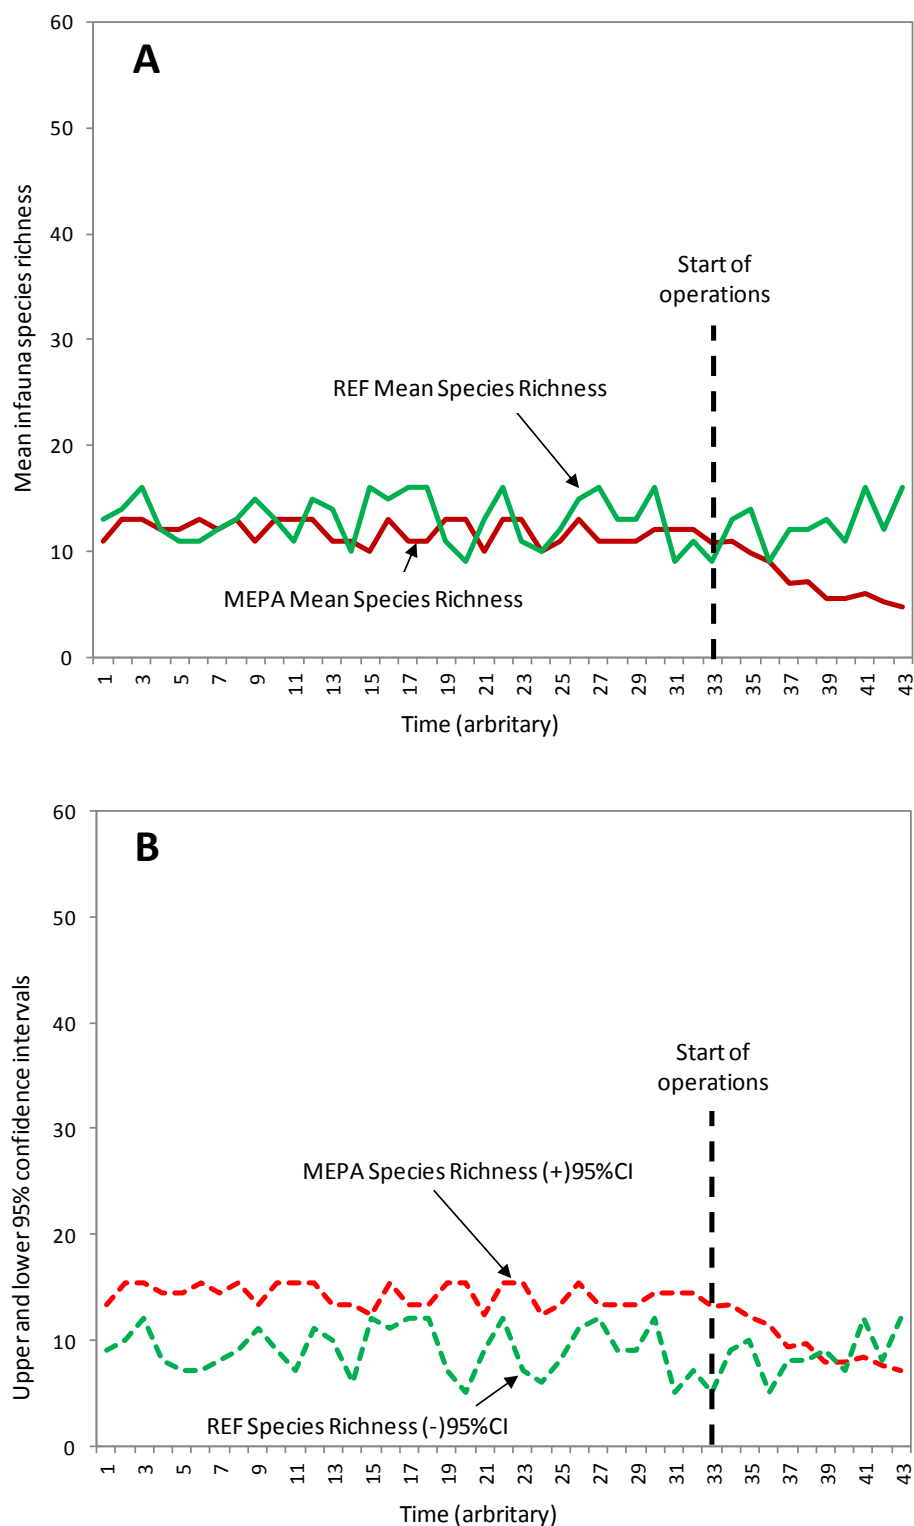 A
60
50
40
30
20
10
0
Mean infauna species richness
Start of
operations
REF Mean Species Richness
MEPA Mean Species Richness
1 3 5 7 9 11 13 15 17 19 21 23 25 27 29 31 33 35 37 39 41 43
Time (arbritary)
B
60
50
40
30
20
10
0
Upper and lower 95% confidence intervals
Start of
operations
MEPA Species Richness (+)95%CI
REF Species Richness (-)95%CI
1 3 5 7 9 11 13 15 17 19 21 23 25 27 29 31 33 35 37 39 41 43
Time (arbritary)